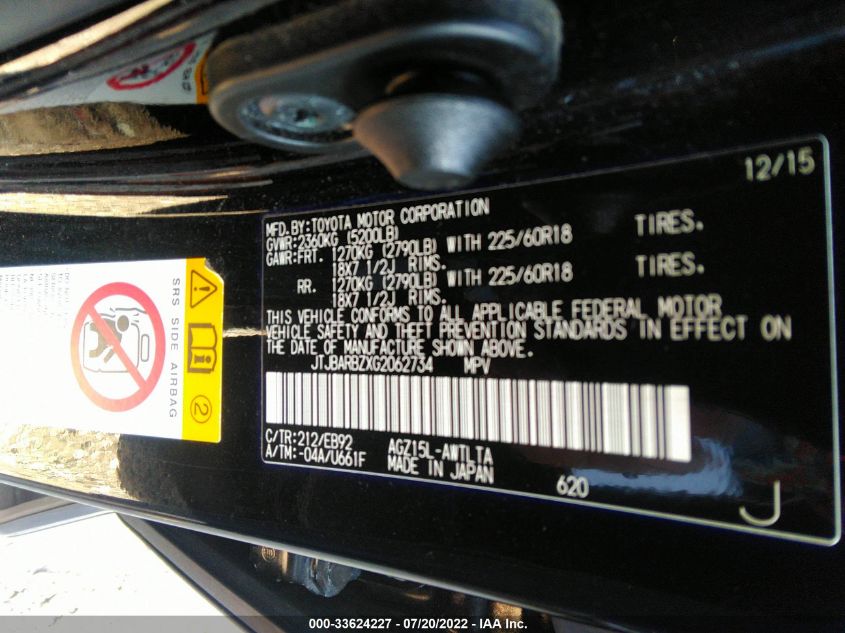 12/15
MFD.BY:TOYOTA MOTOR CORPORATION
GVWR:2360KG (5200LB)
GAWR:FRT. 1270KG (2790LB) WITH 225/60R18 TIRES.
18X7 1/2J RIMS.
RR. 1270KG (2790LB) WITH 225/60R18 TIRES.
18X7 1/2J RIMS.
THIS VEHICLE CONFORMS TO ALL APPLICABLE FEDERAL MOTOR
VEHICLE SAFETY AND THEFT PREVENTION STANDARDS IN EFFECT ON
THE DATE OF MANUFACTURE SHOWN ABOVE.
JTJBARBZXG2062734 MPV
C/TR:212/EB92 AGZ15L-AWTLTA
A/TM:-04A/U661F MADE IN JAPAN
620
J
SRS SIDE AIRBAG
2
000-33624227 - 07/20/2022 - IAA Inc.